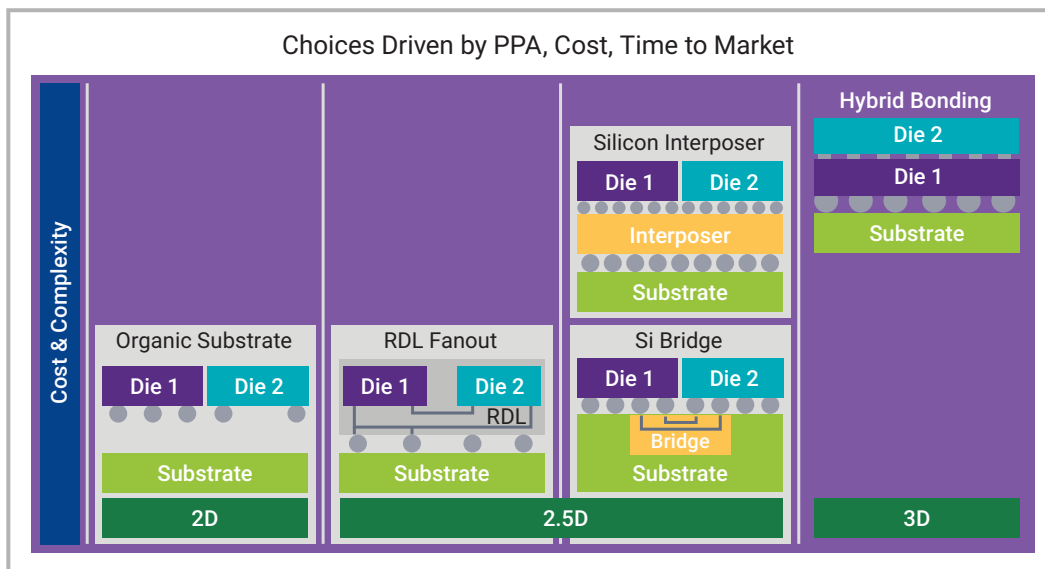 Choices Driven by PPA, Cost, Time to Market
Cost & Complexity
Organic Substrate
Die 1
Die 2
Substrate
2D
RDL Fanout
Die 1
Die 2
RDL
Substrate
Silicon Interposer
Die 1
Die 2
Interposer
Substrate
Si Bridge
Die 1
Die 2
Bridge
Substrate
2.5D
Hybrid Bonding
Die 2
Die 1
Substrate
3D